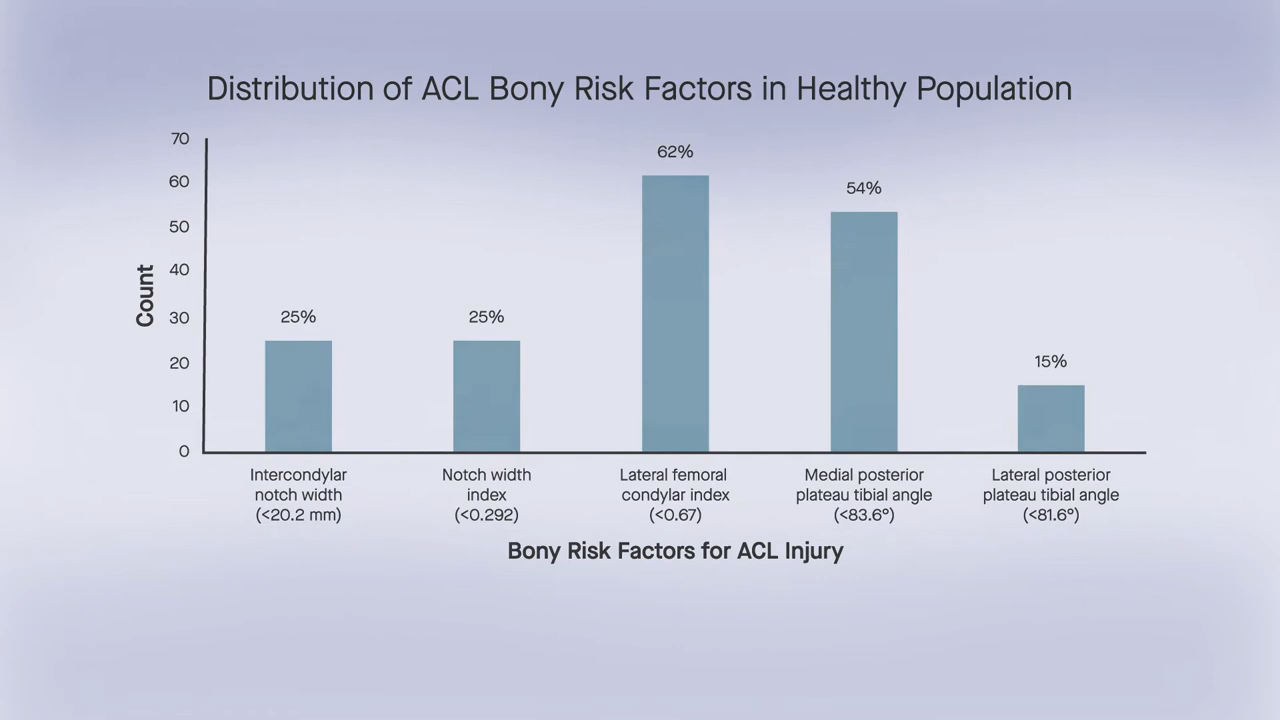 Distribution of ACL Bony Risk Factors in Healthy Population
70
60
50
40
30
20
10
0
Count
25%
25%
62%
54%
15%
Intercondylar
notch width
(<20.2 mm)
Notch width
index
(<0.292)
Lateral femoral
condylar index
(<0.67)
Medial posterior
plateau tibial angle
(<83.6°)
Lateral posterior
plateau tibial angle
(<81.6°)
Bony Risk Factors for ACL Injury